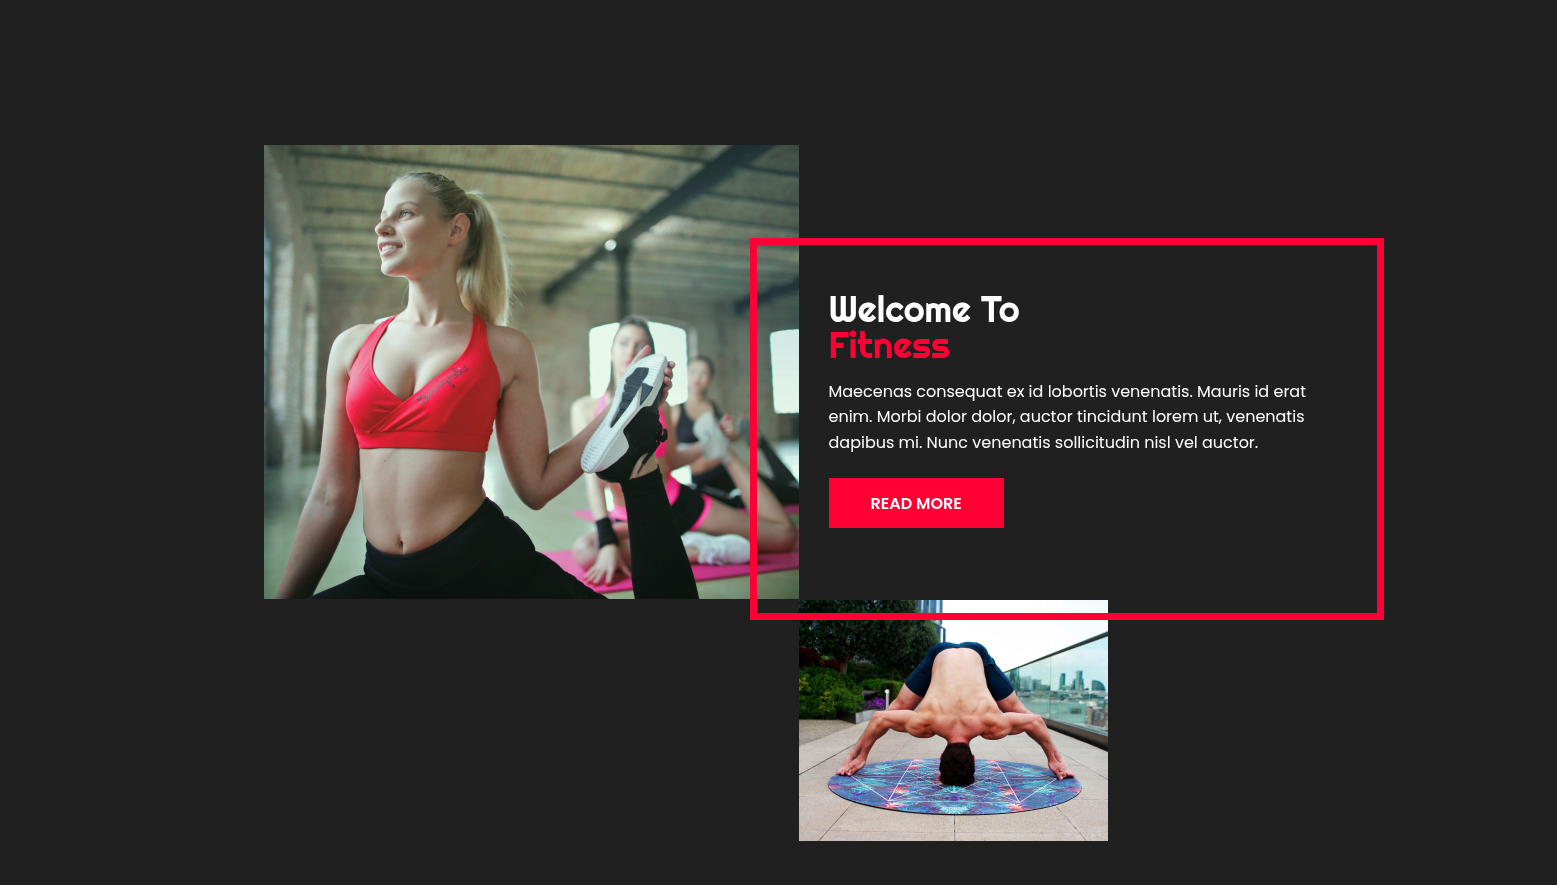 Welcome To
Fitness
Maecenas consequat ex id lobortis venenatis. Mauris id erat
enim. Morbi dolor dolor, auctor tincidunt lorem ut, venenatis
dapibus mi. Nunc venenatis sollicitudin nisl vel auctor.
READ MORE